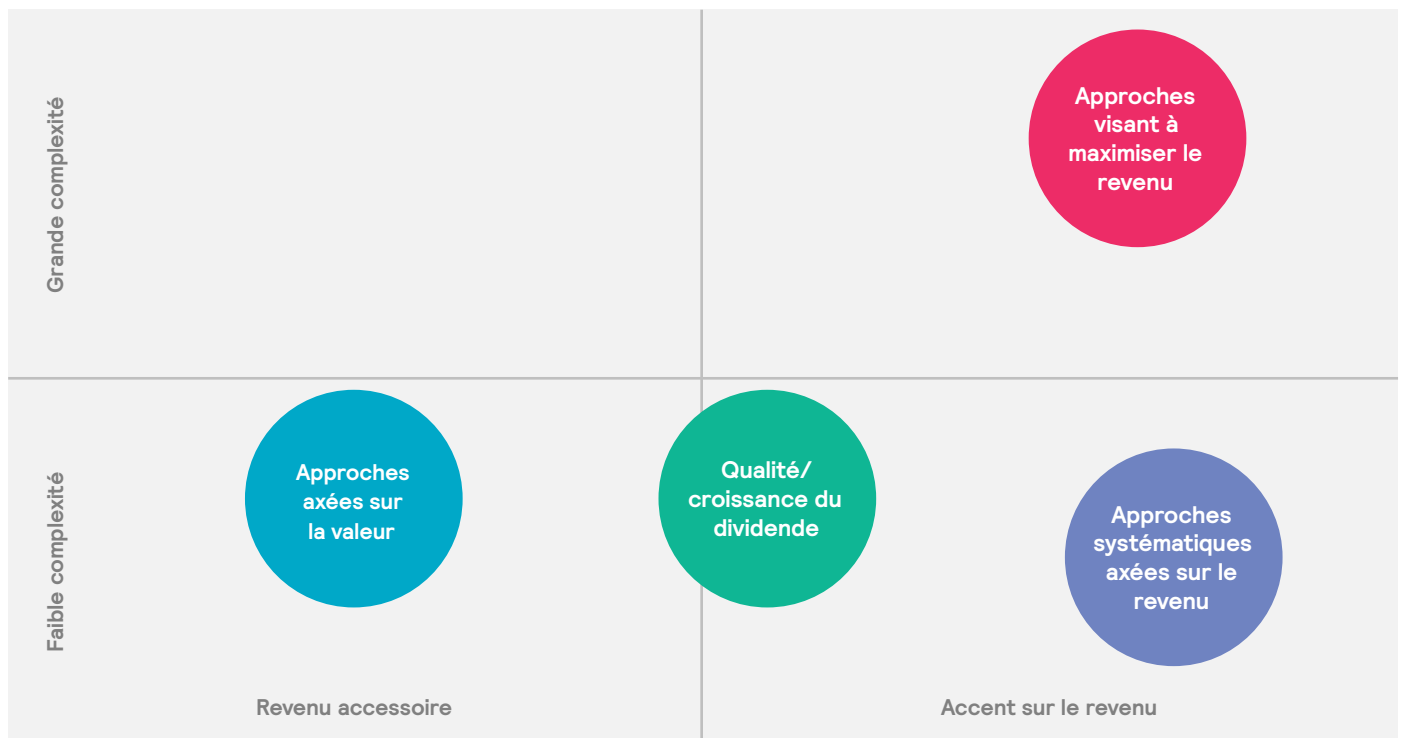 Grande complexité
Approches
visant à
maximiser le
revenu
Faible complexité
Approches
axées sur
la valeur
Qualité/
croissance du
dividende
Approches
systématiques
axées sur le
revenu
Revenu accessoire
Accent sur le revenu